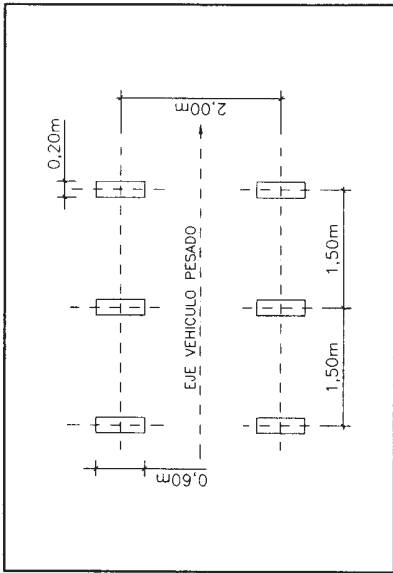 0,20m
2,00m
EJE VEHICULO PESADO
0,60m
1,50m
1,50m